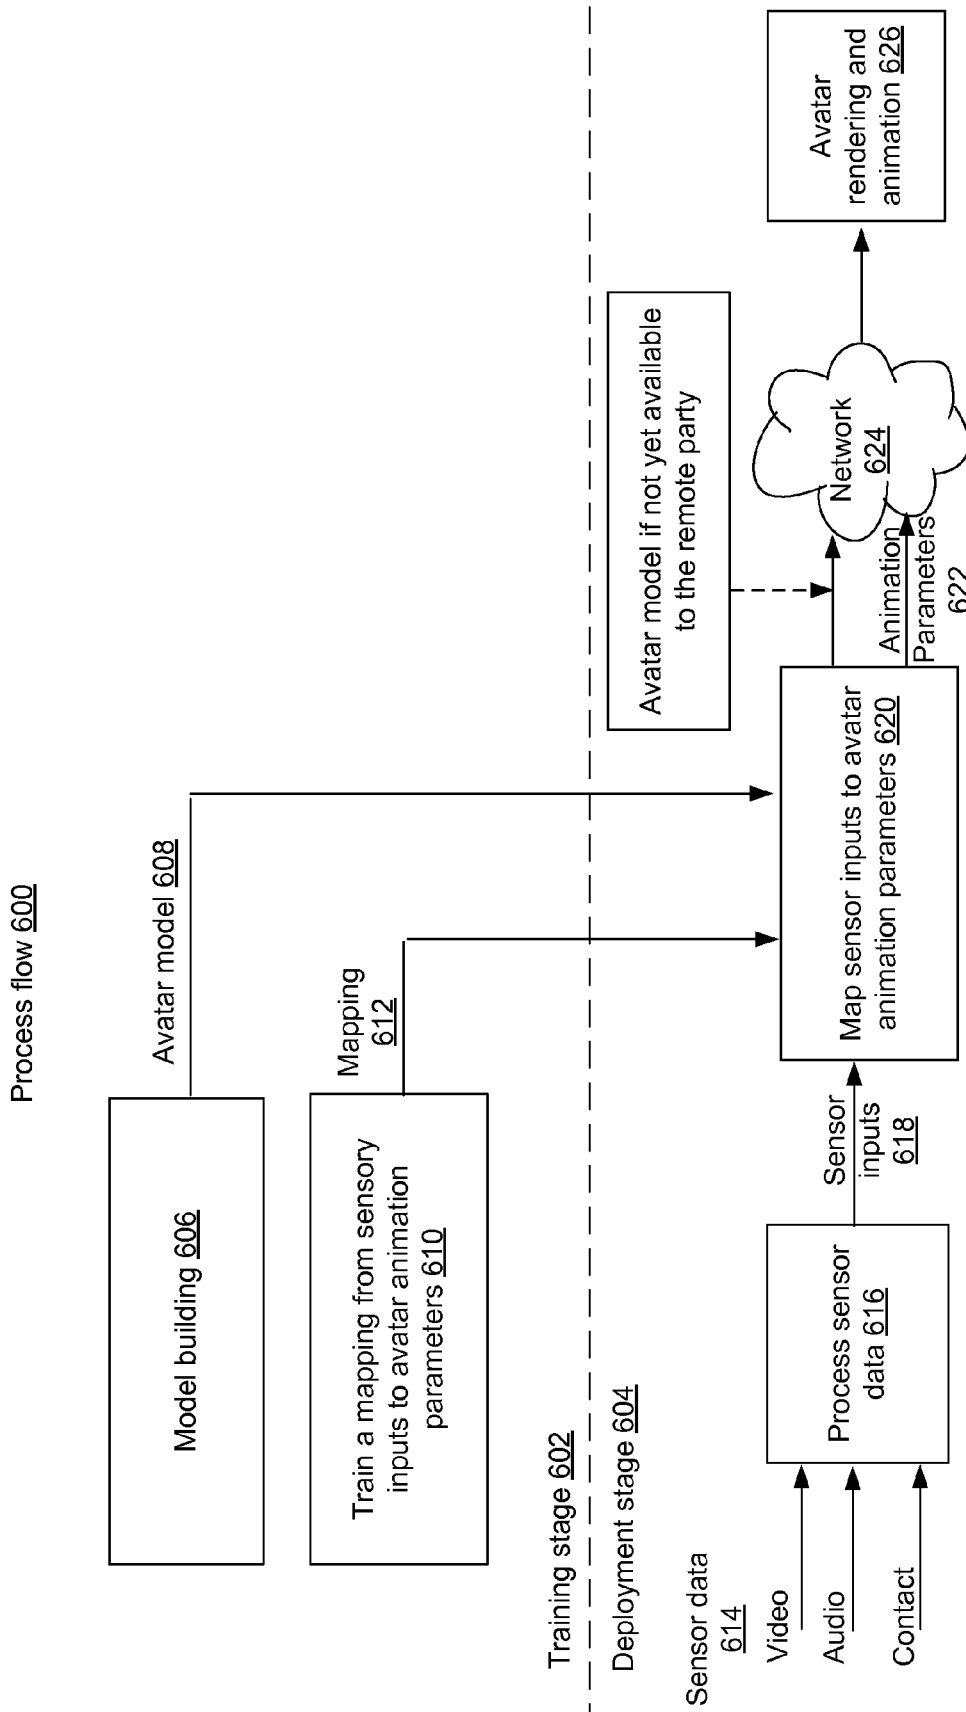 Process flow 600
Model building 606
Avatar model 608
Train a mapping from sensory
inputs to avatar animation
parameters 610
Mapping
612
Training stage 602
Deployment stage 604
Sensor data
614
Video
Audio
Contact
Process sensor
data 616
Sensor
inputs
618
Map sensor inputs to avatar
animation parameters 620
Avatar model if not yet available
to the remote party
Animation
Parameters
622
Network
624
Avatar
rendering and
animation 626